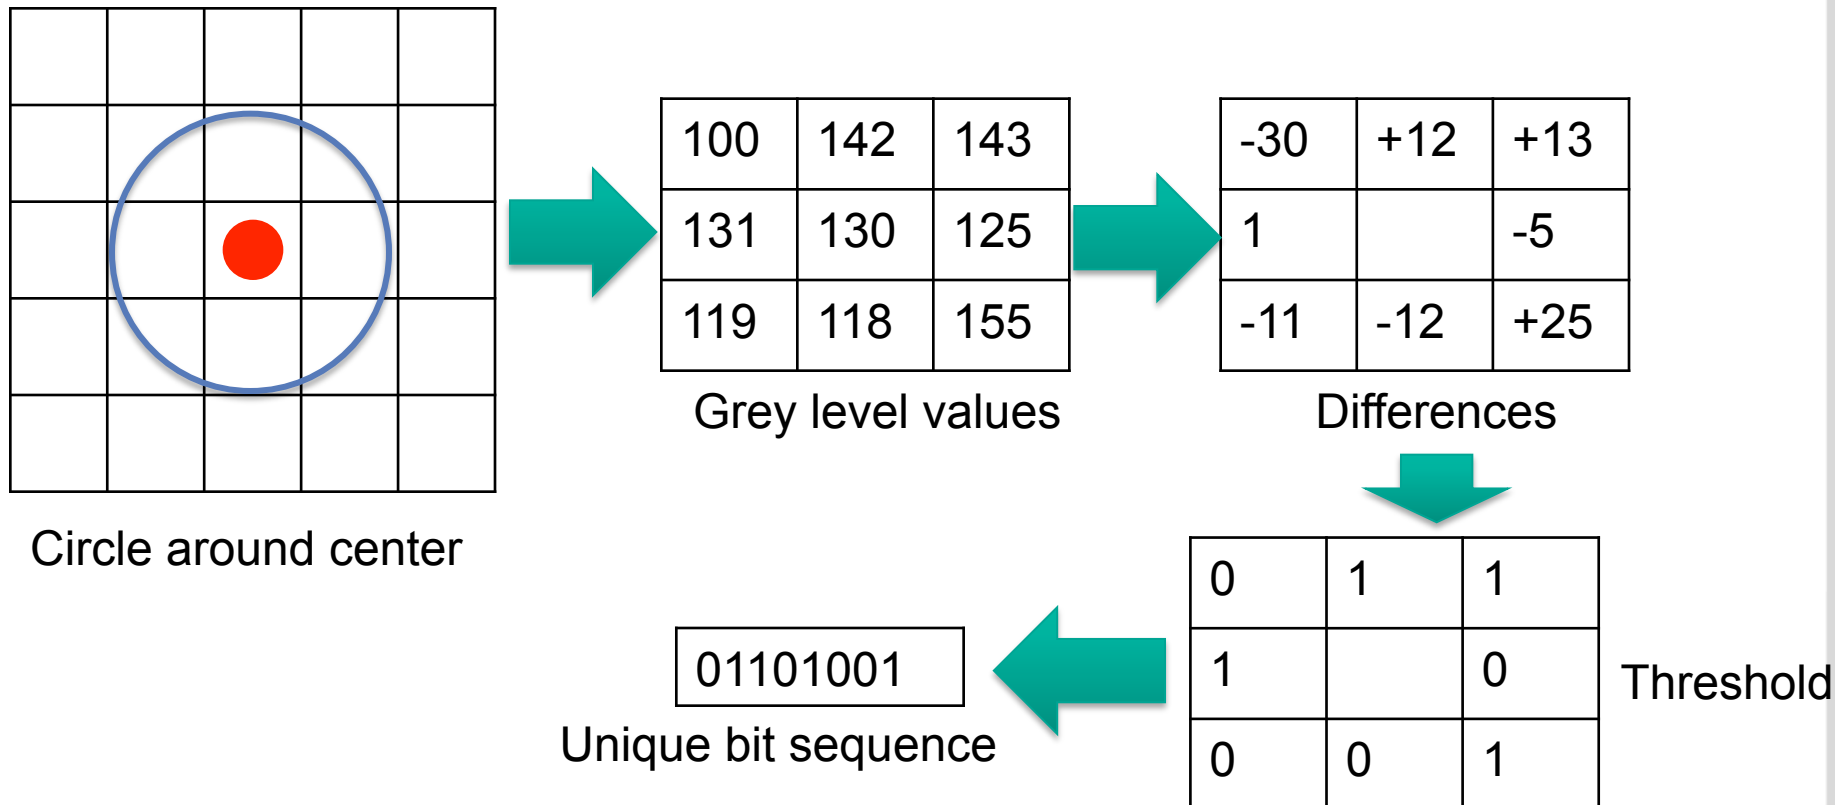 100 142 143
131 130 125
119 118 155
Grey level values
-30 +12 +13
1 -5
-11 -12 +25
Differences
Circle around center
0 1 1
1 0
0 0 1
Threshold
01101001
Unique bit sequence